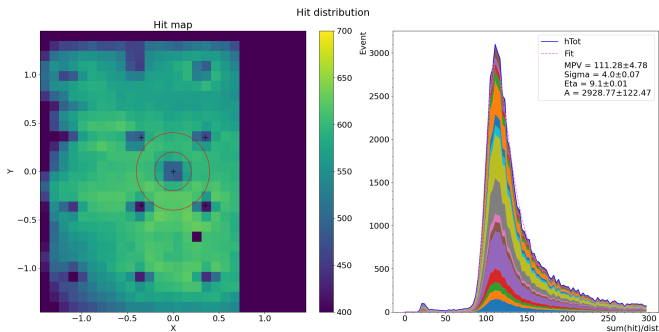 Hit distribution
Hit map
1.0
0.5
0.0
−0.5
−1.0
Y
−1.0
−0.5
0.0
0.5
1.0
X
700
650
600
550
500
450
400
Event
3000
2500
2000
1500
1000
500
0
0
50
100
150
200
250
300
sum(hit)/dist
hTot
Fit
MPV = 111.28±4.78
Sigma = 4.0±0.07
Eta = 9.1±0.01
A = 2928.77±122.47